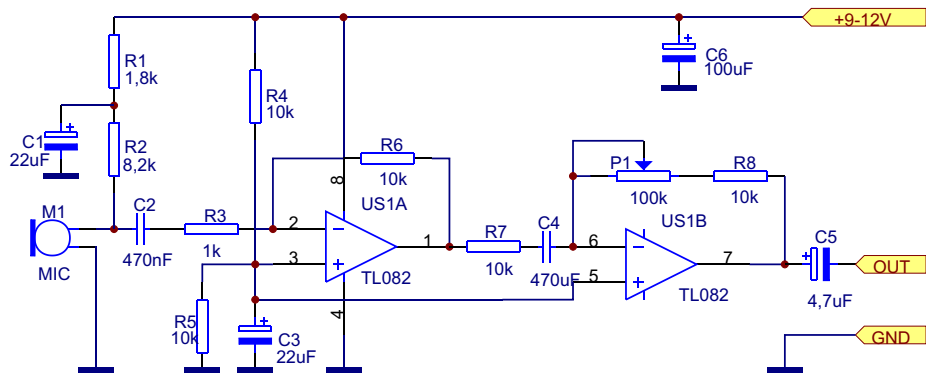 +9-12V
R1
1,8k
C6
100uF
R4
10k
C1
22uF
R2
8,2k
R6
10k
P1
100k
R8
10k
8
US1A
US1B
M1
MIC
C2
470nF
R3
1k
2
3
1
TL082
4
R7
10k
C4
470uF
6
5
7
TL082
C5
4,7uF
OUT
R5
10k
C3
22uF
GND